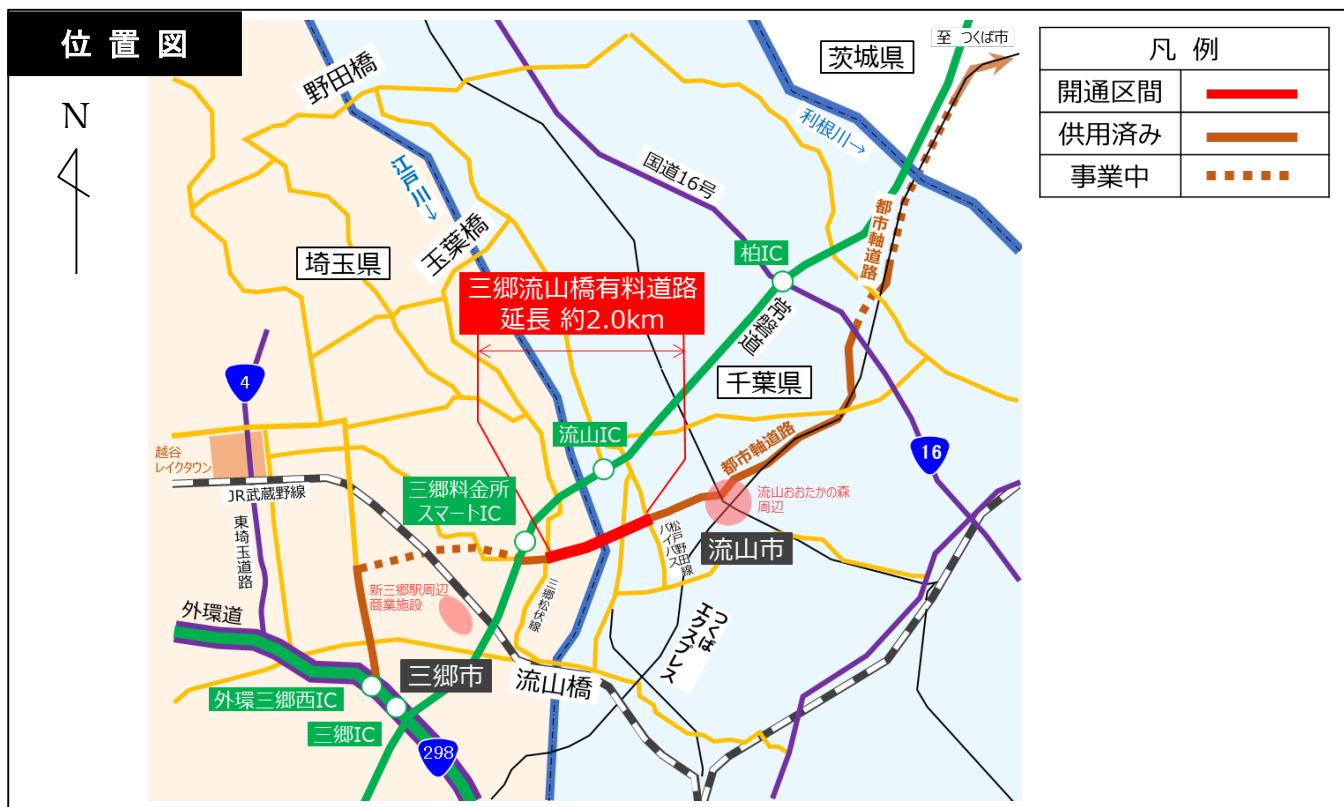 位置図
N
凡例
開通区間
供用済み
事業中
至 つくば市
茨城県
野田橋
利根川→
国道16号
江戸川→
玉葉橋
都市軸道路
埼玉県
柏IC
三郷流山橋有料道路
延長 約2.0km
常磐道
千葉県
4
流山IC
都市軸道路
16
越谷
レイクタウン
JR武蔵野線
三郷料金所
スマートIC
流山おおたかの森
周辺
東埼玉道路
松戸野田線
バイパス
流山市
新三郷駅周辺
商業施設
三郷松伏線
外環道
つくば
エクスプレス
三郷市
流山橋
外環三郷西IC
三郷IC
298